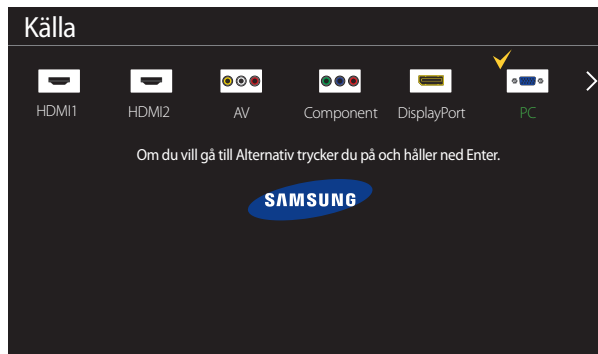 Källa
HDMI1 HDMI2 AV Component DisplayPort PC
Om du vill gå till Alternativ trycker du på och håller ned Enter.
SAMSUNG